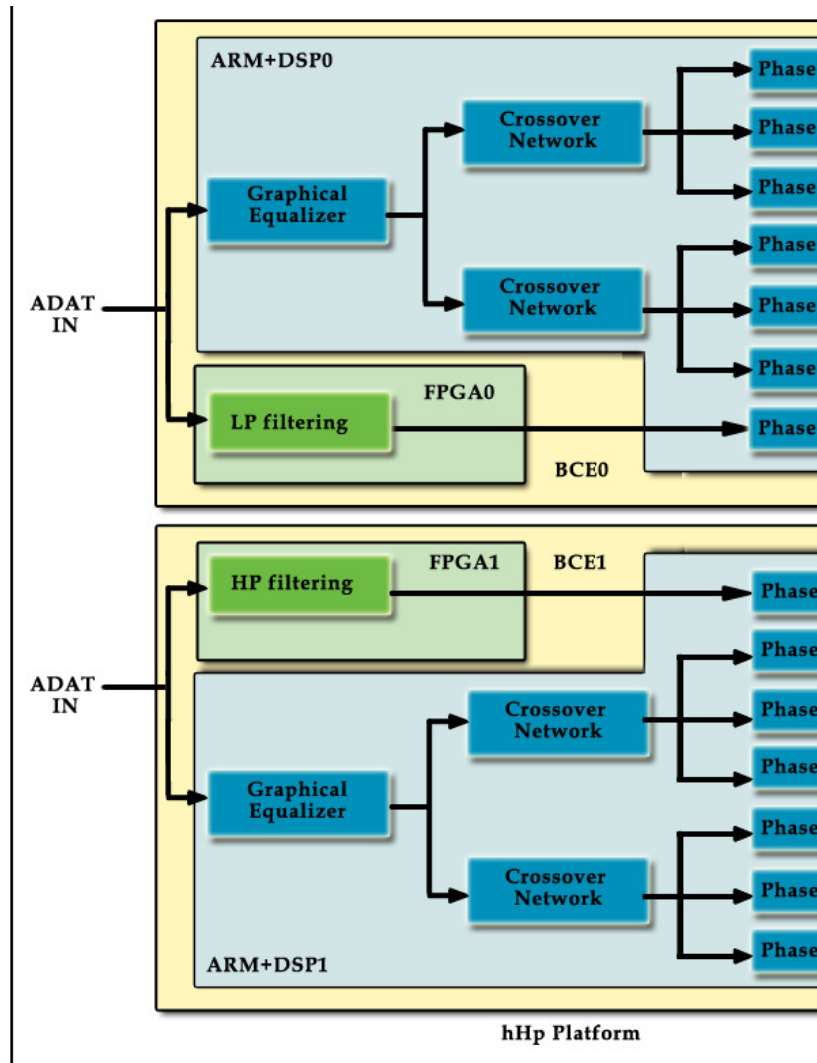 ARM+DSP0
Phase
Crossover
Network
Phase
Phase
Graphical
Equalizer
Phase
Crossover
Network
Phase
ADAT
IN
Phase
FPGA0
LP filtering
Phase
BCE0
FPGA1
BCE1
HP filtering
Phase
Phase
ADAT
IN
Crossover
Network
Phase
Phase
Graphical
Equalizer
Phase
Crossover
Network
Phase
Phase
ARM+DSP1
hHp Platform